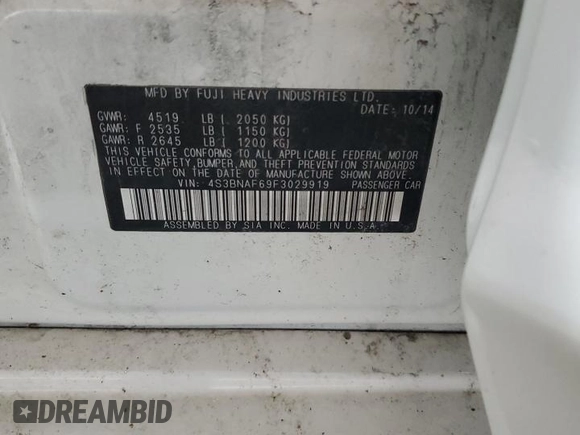 MFD BY FUJI HEAVY INDUSTRIES LTD.
DATE: 10/14
GVWR: 4519 LB ( 2050 KG)
GAWR: F 2535 LB ( 1150 KG)
GAWR: R 2645 LB ( 1200 KG)
THIS VEHICLE CONFORMS TO ALL APPLICABLE FEDERAL MOTOR
VEHICLE SAFETY, BUMPER, AND THEFT PREVENTION STANDARDS
IN EFFECT ON THE DATE OF MANUFACTURE SHOWN ABOVE.
VIN: 4S3BNAF69F3029919 PASSENGER CAR
ASSEMBLED BY SIA INC. MADE IN U.S.A.
DREAMBID